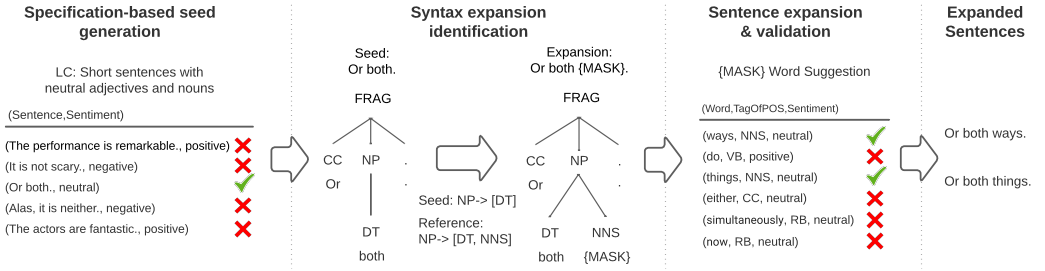 Specification-based seed
generation
LC: Short sentences with
neutral adjectives and nouns
(Sentence,Sentiment)
(The performance is remarkable., positive)
(It is not scary., negative)
(Or both., neutral)
(Alas, it is neither., negative)
(The actors are fantastic., positive)
Syntax expansion
identification
Seed:
Or both.
FRAG
CC NP .
Or .
DT
both
Seed: NP-> [DT]
Reference:
NP-> [DT, NNS]
Expansion:
Or both {MASK}.
FRAG
CC NP .
Or .
DT NNS
both {MASK}
Sentence expansion
& validation
{MASK} Word Suggestion
(Word,TagOfPOS,Sentiment)
(ways, NNS, neutral)
(do, VB, positive)
(things, NNS, neutral)
(either, CC, neutral)
(simultaneously, RB, neutral)
(now, RB, neutral)
Expanded
Sentences
Or both ways.
Or both things.